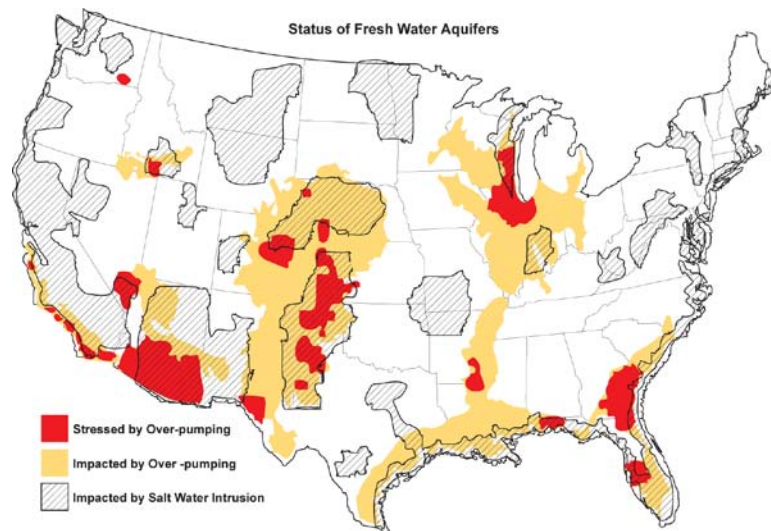 Status of Fresh Water Aquifers
Stressed by Over-pumping
Impacted by Over -pumping
Impacted by Salt Water Intrusion